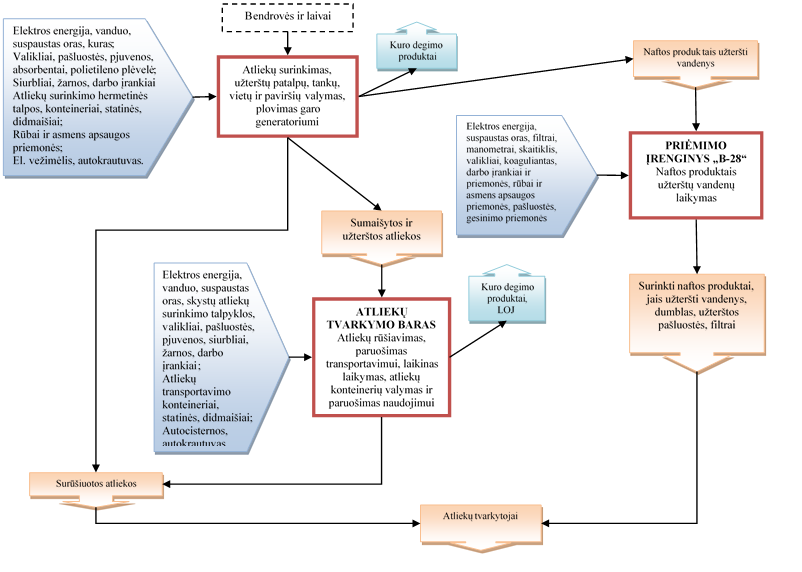 Bendrovės ir laivai
Elektros energija, vanduo,
suspaustas oras, kuras;
Valikliai, pašluostės, pjuvenos,
absorbentai, polietileno plėvelė;
Siurbliai, žarnos, darbo įrankiai
Atliekų surinkimo hermetinės
talpos, konteineriai, statinės,
didmaišiai;
Rūbai ir asmens apsaugos
priemonės;
El. vežimėlis, autokrautuvas.
Atliekų surinkimas,
užterštų patalpų, tankų,
vietų ir paviršių valymas,
plovimas garo
generatoriumi
Kuro degimo
produktai
Naftos produktais užteršti
vandenys
Elektros energija,
suspaustas oras, filtrai,
manometrai, skaitiklis,
valikliai, koaguliantas,
darbo įrankiai ir
priemonės, rūbai ir
asmens apsaugos
priemonės, pašluostės,
gesinimo priemonės
PRIĖMIMO
ĮRENGINYS „B-28“
Naftos produktais
užterštų vandenų
laikymas
Sumaišytos ir
užterštos atliekos
Elektros energija,
vanduo, suspaustas
oras, skystų atliekų
surinkimo talpyklos,
valikliai, pašluostės,
pjuvenos, siurbliai,
žarnos, darbo
įrankiai;
Atliekų
transportavimo
konteineriai,
statinės, didmaišiai;
Autocisternos,
autokrautuvas
ATLIEKŲ
TVARKYMO BARAS
Atliekų rūšiavimas,
paruošimas
transportavimui, laikinas
laikymas, atliekų
konteinerių valymas ir
paruošimas naudojimui
Kuro degimo
produktai,
LOJ
Surinkti naftos produktai,
jais užteršti vandenys,
dumblas, užterštos
pašluostės, filtrai
Surūšiuotos atliekos
Atliekų tvarkytojai